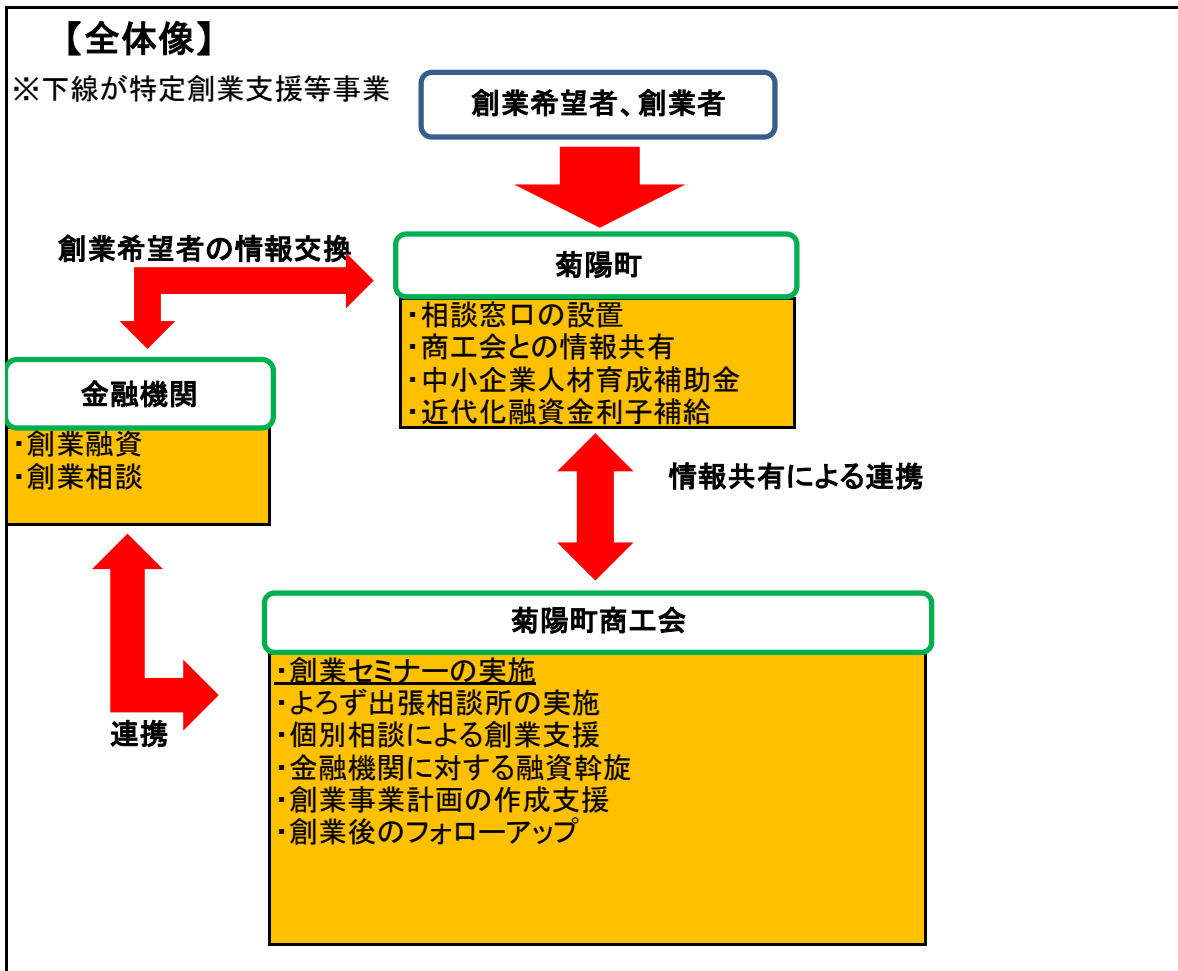 【全体像】
※下線が特定創業支援等事業
創業希望者、創業者
創業希望者の情報交換
菊陽町
・相談窓口の設置
・商工会との情報共有
・中小企業人材育成補助金
・近代化融資金利子補給
金融機関
・創業融資
・創業相談
情報共有による連携
菊陽町商工会
・創業セミナーの実施
・よろず出張相談所の実施
・個別相談による創業支援
・金融機関に対する融資斡旋
・創業事業計画の作成支援
・創業後のフォローアップ
連携